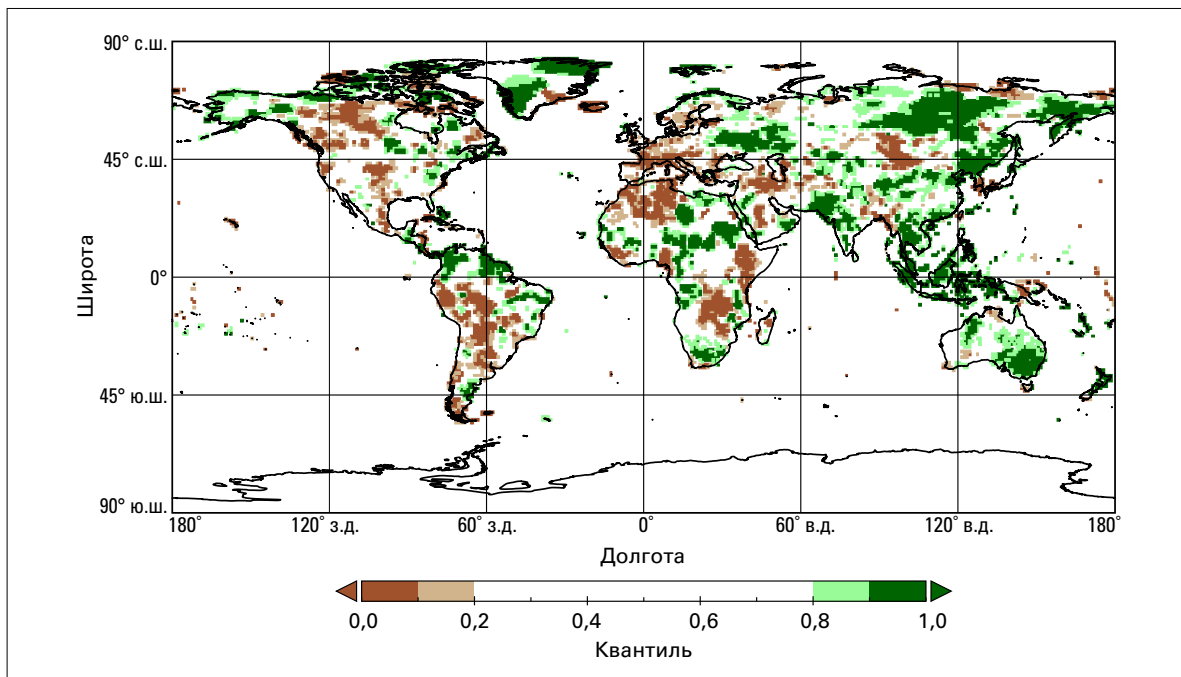 90° с.ш.
45° с.ш.
0°
45° ю.ш.
90° ю.ш.
Широта
180° 120° з.д. 60° з.д. 0° 60° в.д. 120° в.д. 180°
Долгота
0,0 0,2 0,4 0,6 0,8 1,0
Квантиль